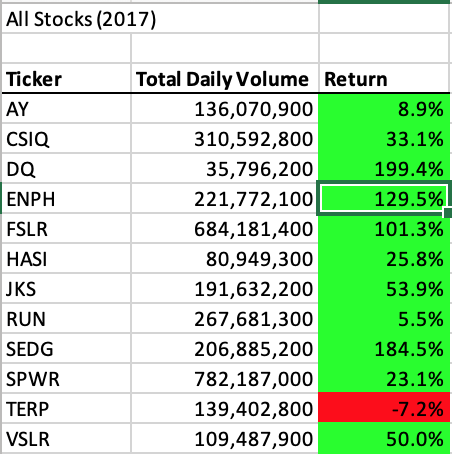 All Stocks (2017)
Ticker Total Daily Volume Return
AY 136,070,900 8.9%
CSIQ 310,592,800 33.1%
DQ 35,796,200 199.4%
ENPH 221,772,100 129.5%
FSLR 684,181,400 101.3%
HASI 80,949,300 25.8%
JKS 191,632,200 53.9%
RUN 267,681,300 5.5%
SEDG 206,885,200 184.5%
SPWR 782,187,000 23.1%
TERP 139,402,800 -7.2%
VSLR 109,487,900 50.0%